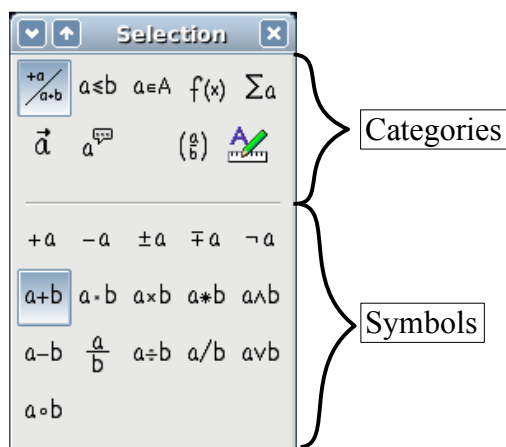 Selection
+a/a+b a≤b a∈A f(x) ∑a
Categories
a⃗ a (a/b) A
+a −a ±a ∓a ¬a
a+b a·b a×b a∗b a∧b
Symbols
a−b a/b a÷b a/b a∨b
a∘b